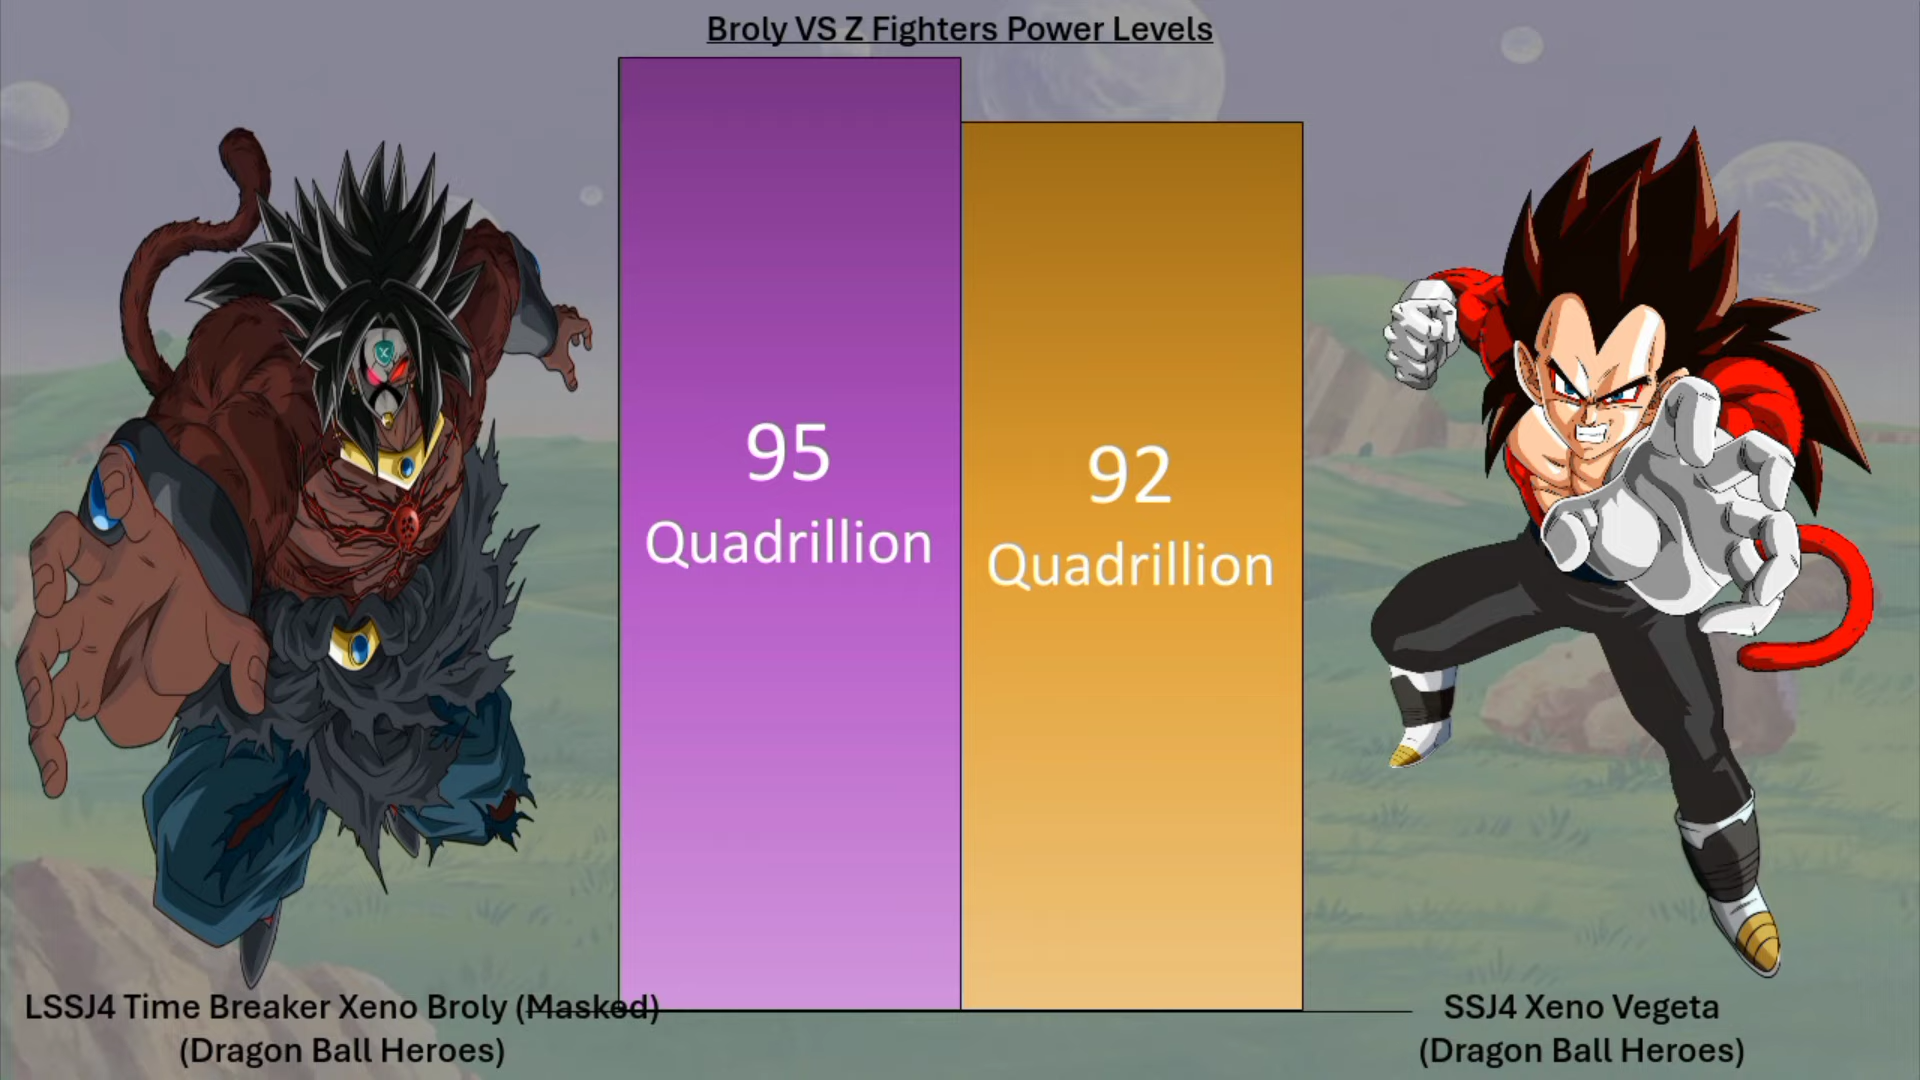 Broly VS Z Fighters Power Levels
95
Quadrillion
92
Quadrillion
LSSJ4 Time Breaker Xeno Broly (Masked)
(Dragon Ball Heroes)
SSJ4 Xeno Vegeta
(Dragon Ball Heroes)